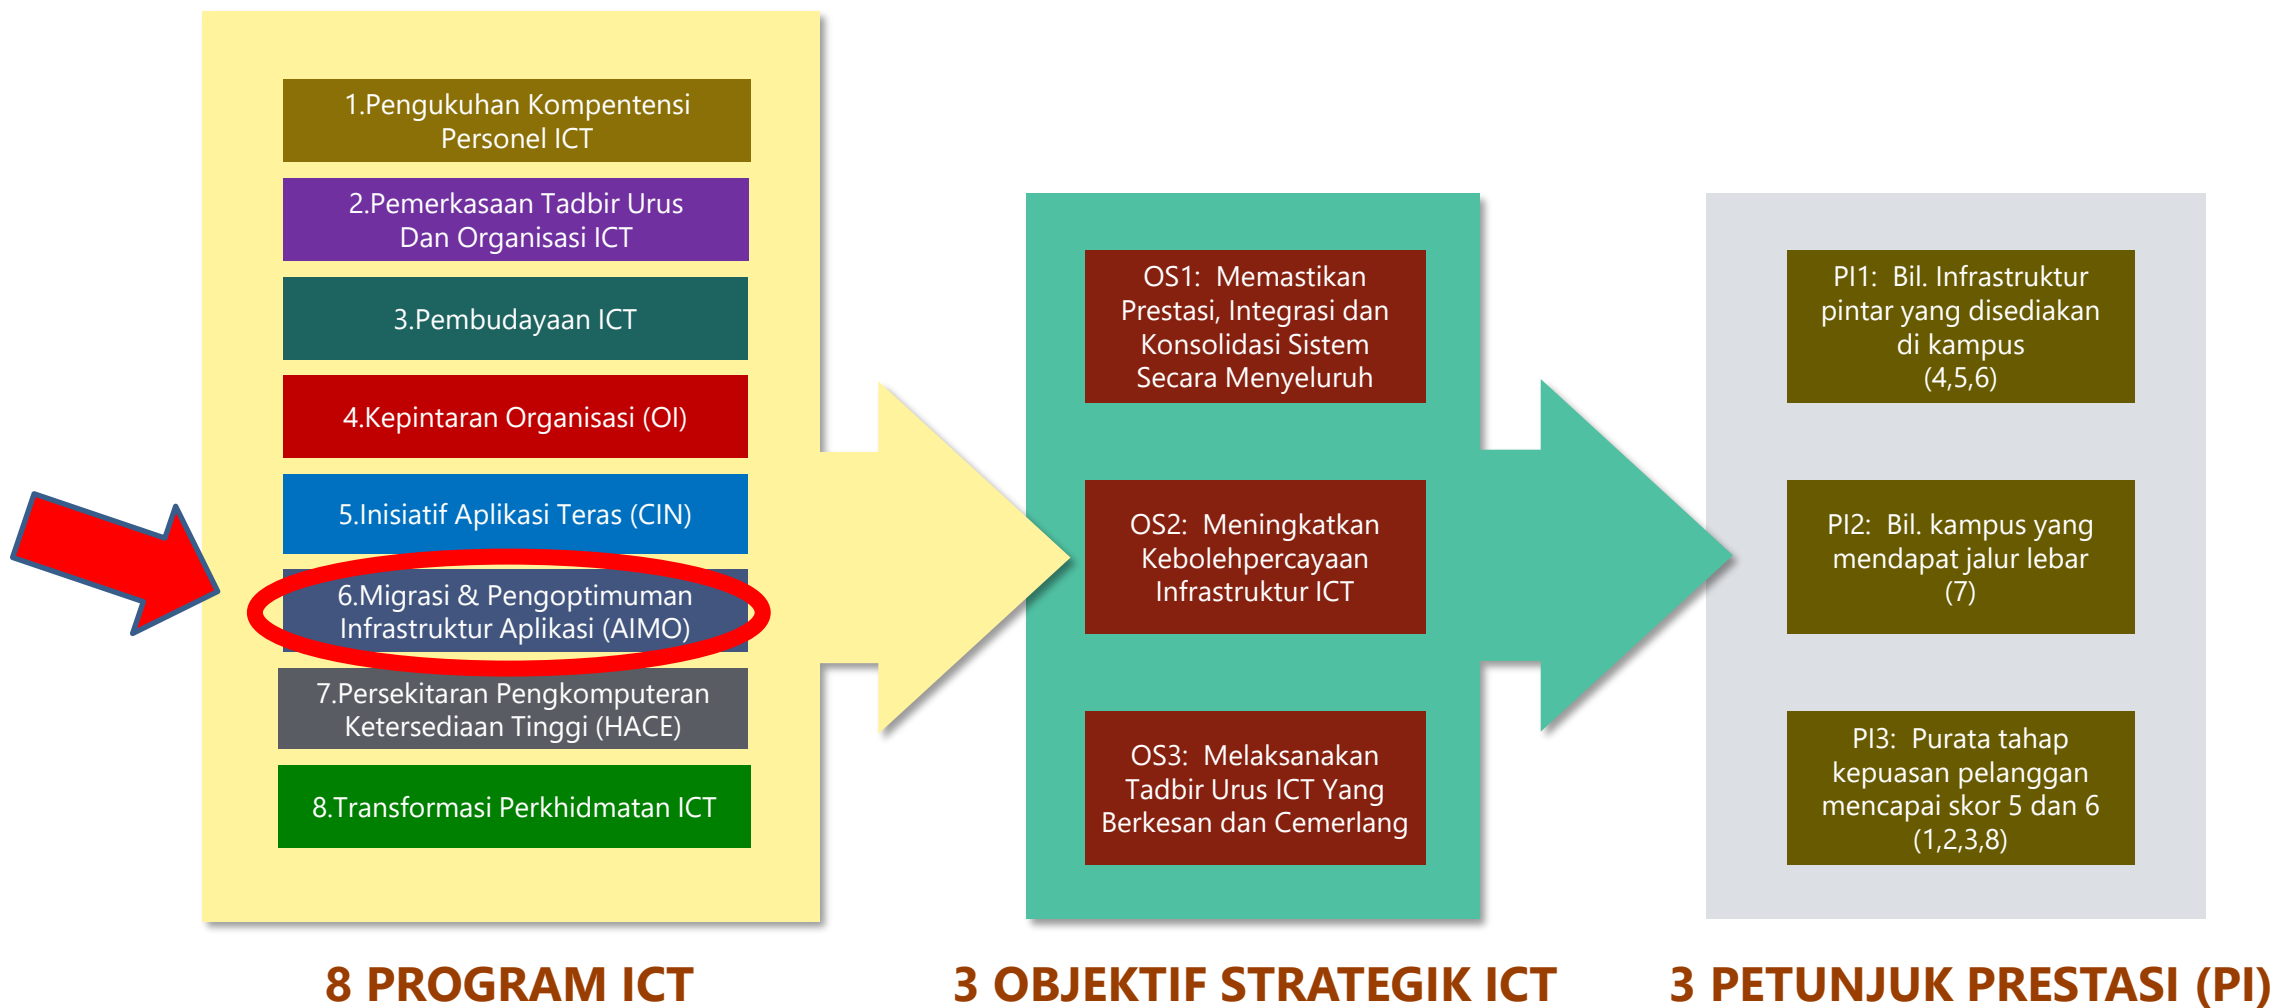 1.Pengukuhan Kompentensi
Personel ICT
2.Pemerkasaan Tadbir Urus
Dan Organisasi ICT
3.Pembudayaan ICT
4.Kepintaran Organisasi (OI)
5.Inisiatif Aplikasi Teras (CIN)
6.Migrasi & Pengoptimuman
Infrastruktur Aplikasi (AIMO)
7.Persekitaran Pengkomputeran
Ketersediaan Tinggi (HACE)
8.Transformasi Perkhidmatan ICT
8 PROGRAM ICT
OS1:  Memastikan
Prestasi, Integrasi dan
Konsolidasi Sistem
Secara Menyeluruh
OS2:  Meningkatkan
Kebolehpercayaan
Infrastruktur ICT
OS3:  Melaksanakan
Tadbir Urus ICT Yang
Berkesan dan Cemerlang
3 OBJEKTIF STRATEGIK ICT
PI1:  Bil. Infrastruktur
pintar yang disediakan
di kampus
(4,5,6)
PI2:  Bil. kampus yang
mendapat jalur lebar
(7)
PI3:  Purata tahap
kepuasan pelanggan
mencapai skor 5 dan 6
(1,2,3,8)
3 PETUNJUK PRESTASI (PI)